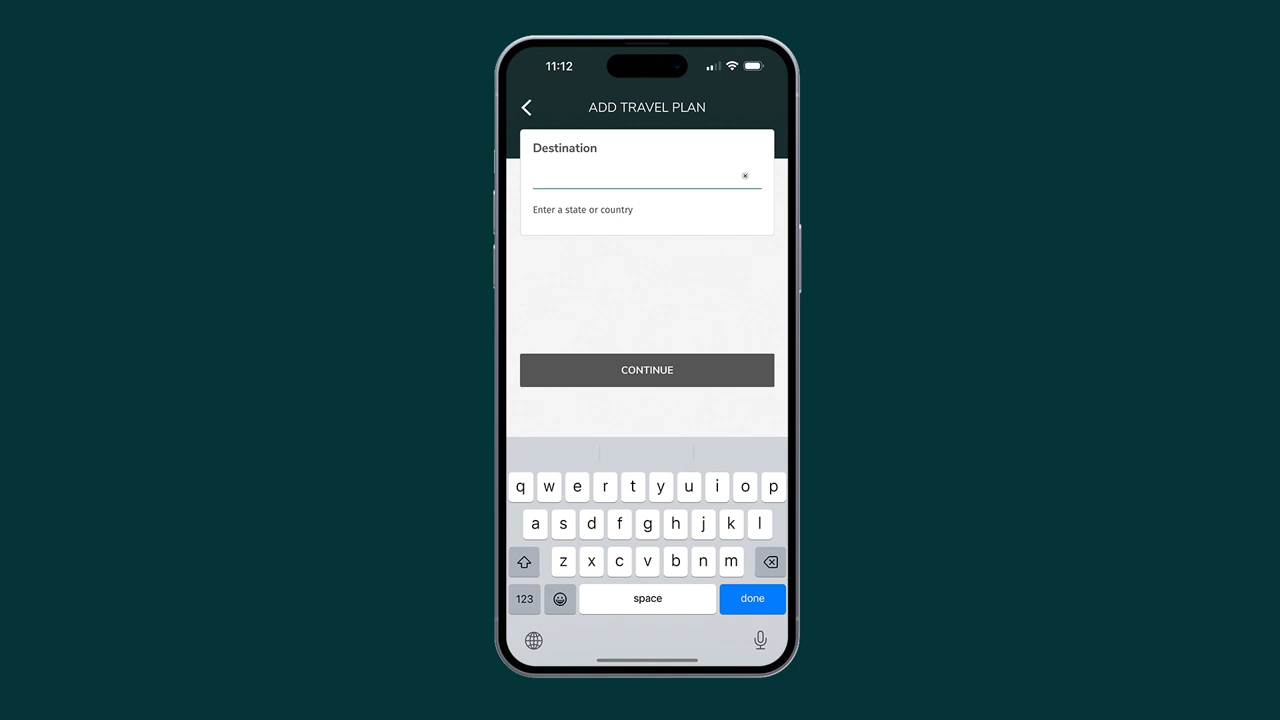 11:12
ADD TRAVEL PLAN
Destination
Enter a state or country
CONTINUE
q w e r t y u i o p
a s d f g h j k l
z x c v b n m
123 space done